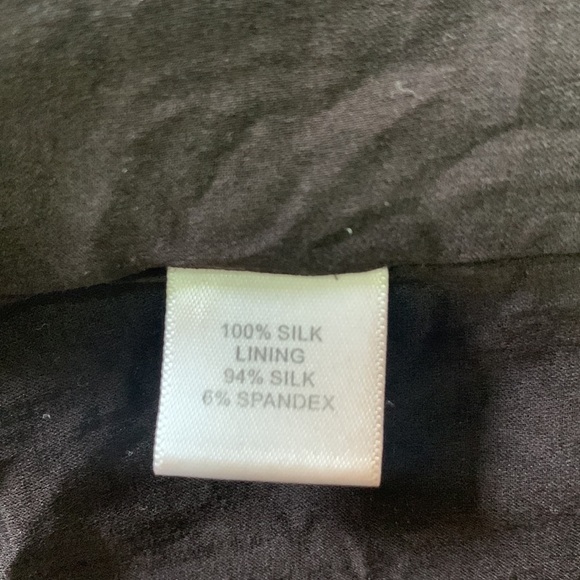 100% SILK
LINING
94% SILK
6% SPANDEX